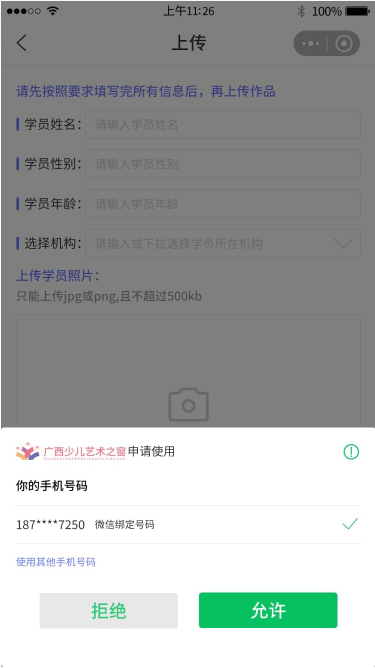 上午11:26
100%
上传
请先按照要求填写完所有信息后，再上传作品
学员姓名：
请输入学员姓名
学员性别：
请输入学员性别
学员年龄：
请输入学员年龄
选择机构：
请输入或下拉选择学员所在机构
上传学员照片：
只能上传jpg或png,且不超过500kb
广西少儿艺术之窗 申请使用
你的手机号码
187****7250 微信绑定号码
使用其他手机号码
拒绝
允许